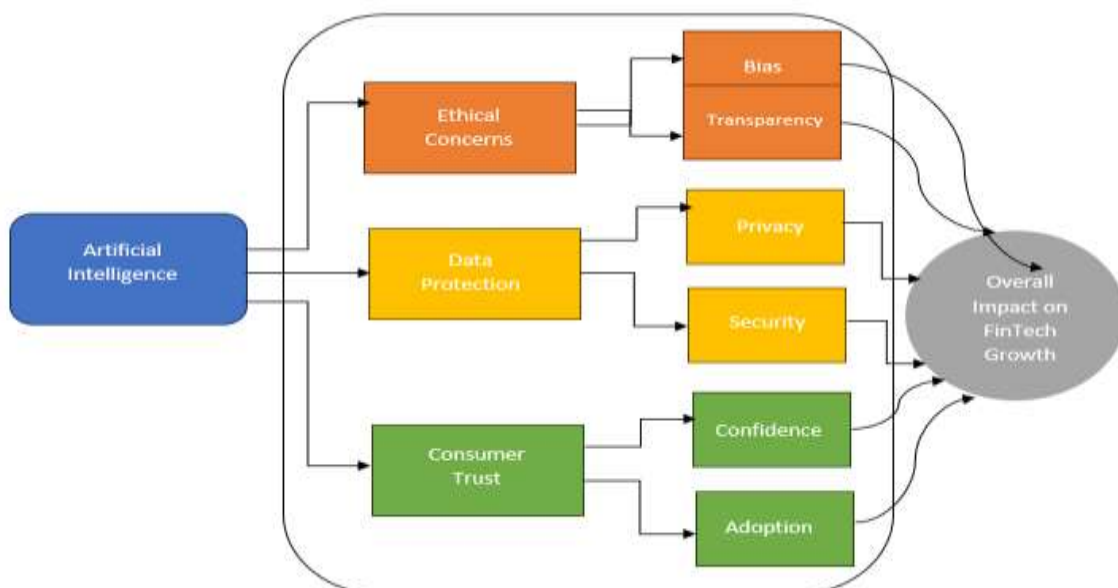 Artificial
Intelligence
Ethical
Concerns
Bias
Transparency
Data
Protection
Privacy
Security
Consumer
Trust
Confidence
Adoption
Overall
Impact on
FinTech
Growth